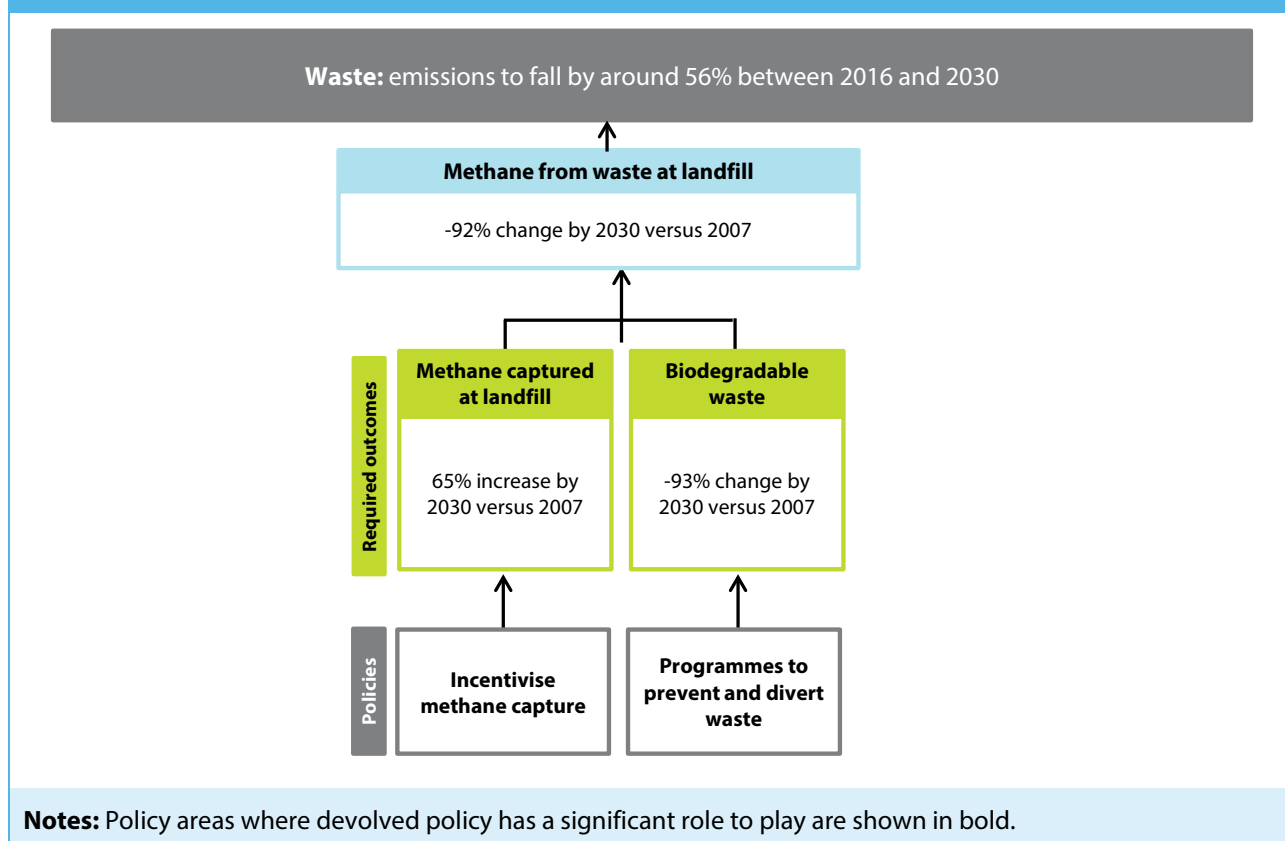 Waste: emissions to fall by around 56% between 2016 and 2030
Methane from waste at landfill
-92% change by 2030 versus 2007
Required outcomes
Methane captured
at landfill
65% increase by
2030 versus 2007
Biodegradable
waste
-93% change by
2030 versus 2007
Policies
Incentivise
methane capture
Programmes to
prevent and divert
waste
Notes: Policy areas where devolved policy has a significant role to play are shown in bold.